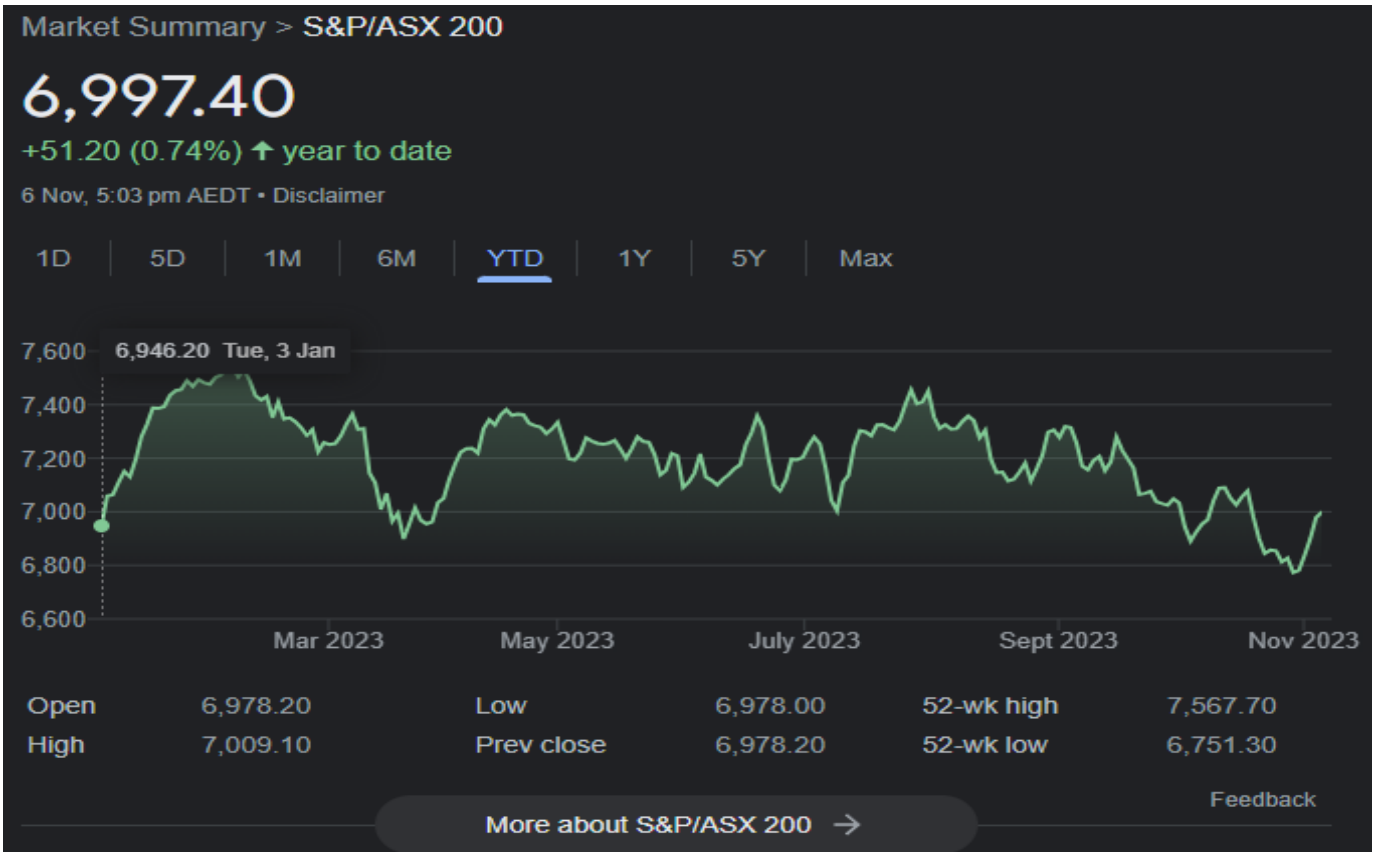 Market Summary > S&P/ASX 200
6,997.40
+51.20 (0.74%) ↑ year to date
6 Nov, 5:03 pm AEDT • Disclaimer
1D 5D 1M 6M YTD 1Y 5Y Max
6,946.20 Tue, 3 Jan
7,600
7,400
7,200
7,000
6,800
6,600
Mar 2023 May 2023 July 2023 Sept 2023 Nov 2023
Open 6,978.20 Low 6,978.00 52-wk high 7,567.70
High 7,009.10 Prev close 6,978.20 52-wk low 6,751.30
Feedback
More about S&P/ASX 200 →